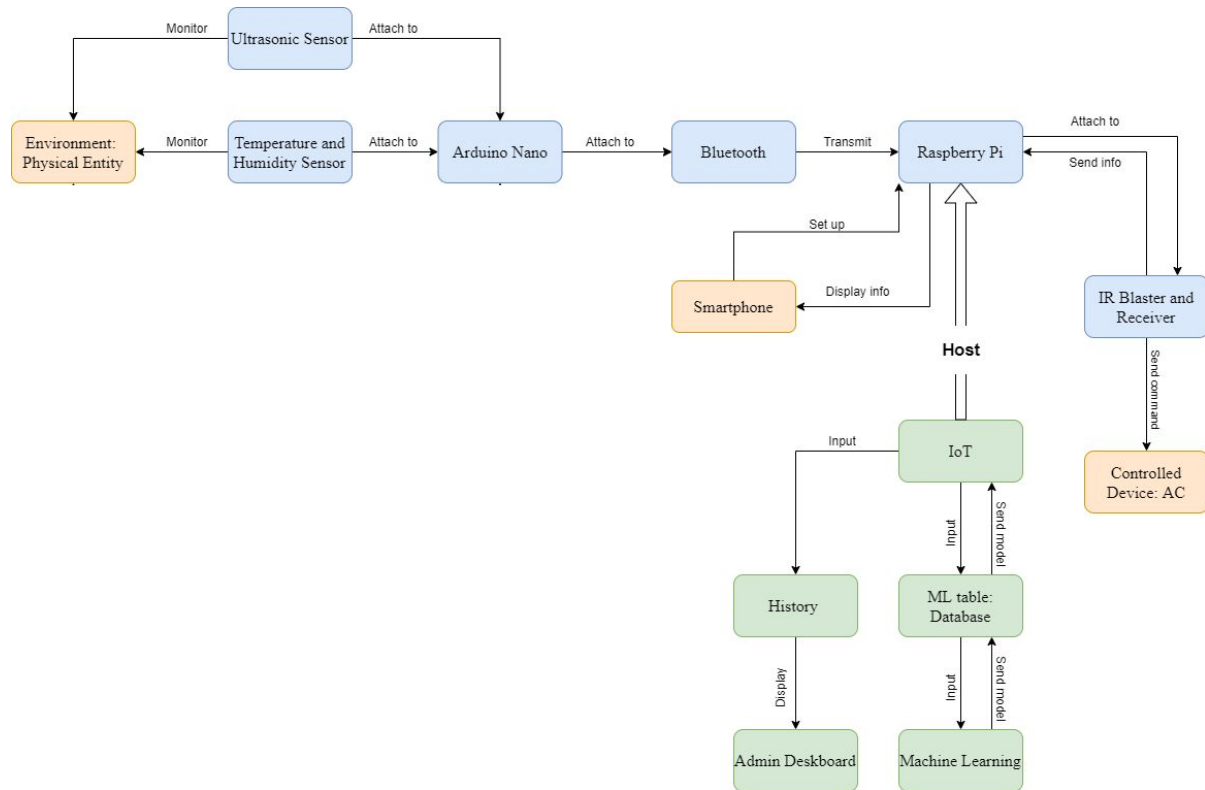 Monitor
Ultrasonic Sensor
Attach to
Environment:
Physical Entity
Monitor
Temperature and
Humidity Sensor
Attach to
Arduino Nano
Attach to
Bluetooth
Transmit
Raspberry Pi
Attach to
Send info
Set up
Smartphone
Display info
IR Blaster and
Receiver
Host
Send command
Input
IoT
Controlled
Device: AC
Input
Send model
History
ML table:
Database
Display
Input
Send model
Admin Deskboard
Machine Learning